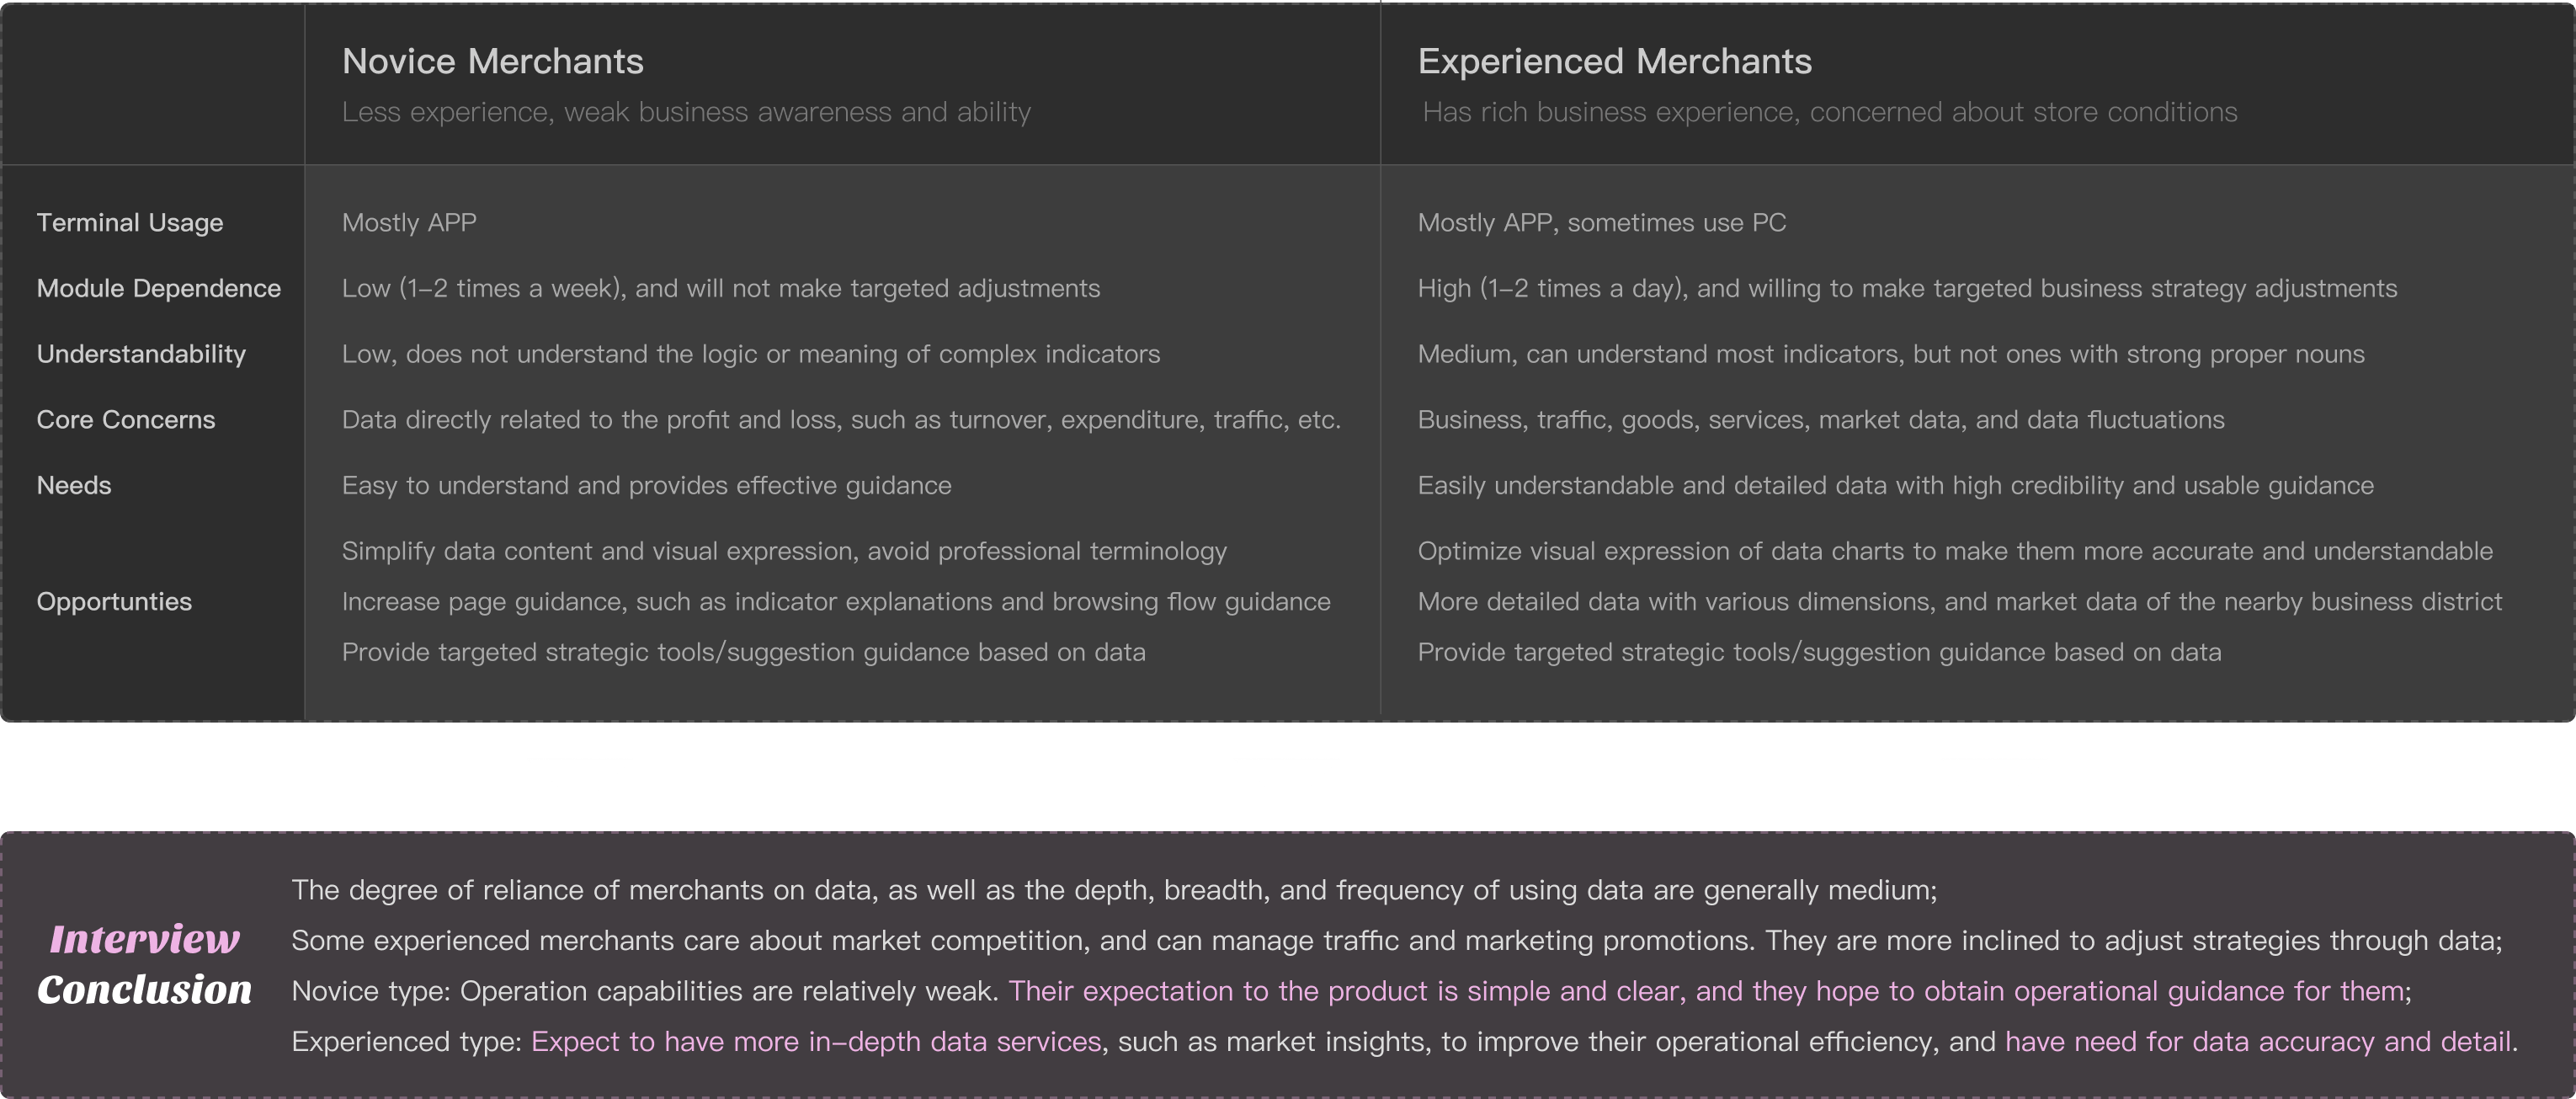 Novice Merchants
Less experience, weak business awareness and ability
Experienced Merchants
Has rich business experience, concerned about store conditions
Terminal Usage
Mostly APP
Mostly APP, sometimes use PC
Module Dependence
Low (1–2 times a week), and will not make targeted adjustments
High (1–2 times a day), and willing to make targeted business strategy adjustments
Understandability
Low, does not understand the logic or meaning of complex indicators
Medium, can understand most indicators, but not ones with strong proper nouns
Core Concerns
Data directly related to the profit and loss, such as turnover, expenditure, traffic, etc.
Business, traffic, goods, services, market data, and data fluctuations
Needs
Easy to understand and provides effective guidance
Easily understandable and detailed data with high credibility and usable guidance
Opportunties
Simplify data content and visual expression, avoid professional terminology
Increase page guidance, such as indicator explanations and browsing flow guidance
Provide targeted strategic tools/suggestion guidance based on data
Optimize visual expression of data charts to make them more accurate and understandable
More detailed data with various dimensions, and market data of the nearby business district
Provide targeted strategic tools/suggestion guidance based on data
Interview
Conclusion
The degree of reliance of merchants on data, as well as the depth, breadth, and frequency of using data are generally medium;
Some experienced merchants care about market competition, and can manage traffic and marketing promotions. They are more inclined to adjust strategies through data;
Novice type: Operation capabilities are relatively weak. Their expectation to the product is simple and clear, and they hope to obtain operational guidance for them;
Experienced type: Expect to have more in–depth data services, such as market insights, to improve their operational efficiency, and have need for data accuracy and detail.